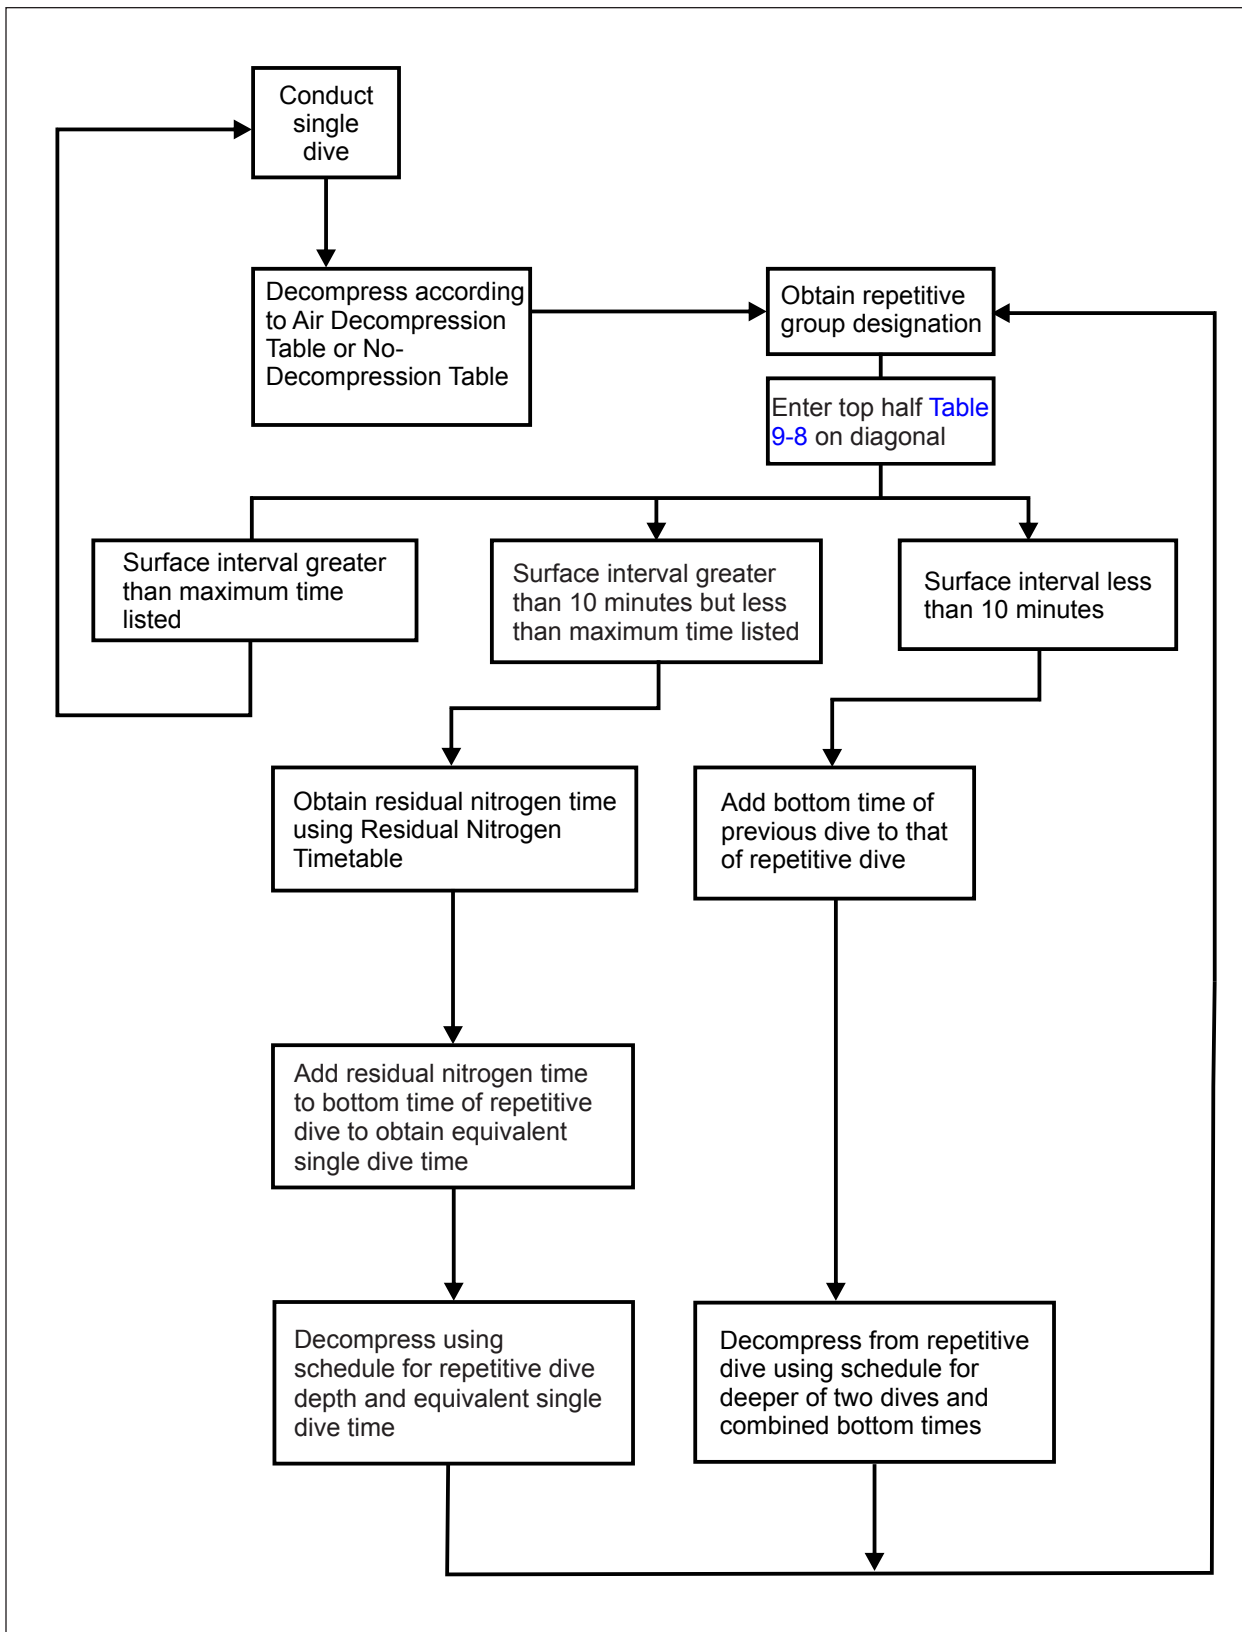 Conduct
single
dive
Decompress according
to Air Decompression
Table or No-
Decompression Table
Obtain repetitive
group designation
Enter top half Table
9-8 on diagonal
Surface interval greater
than maximum time
listed
Surface interval greater
than 10 minutes but less
than maximum time listed
Surface interval less
than 10 minutes
Obtain residual nitrogen time
using Residual Nitrogen
Timetable
Add bottom time of
previous dive to that
of repetitive dive
Add residual nitrogen time
to bottom time of repetitive
dive to obtain equivalent
single dive time
Decompress using
schedule for repetitive dive
depth and equivalent single
dive time
Decompress from repetitive
dive using schedule for
deeper of two dives and
combined bottom times